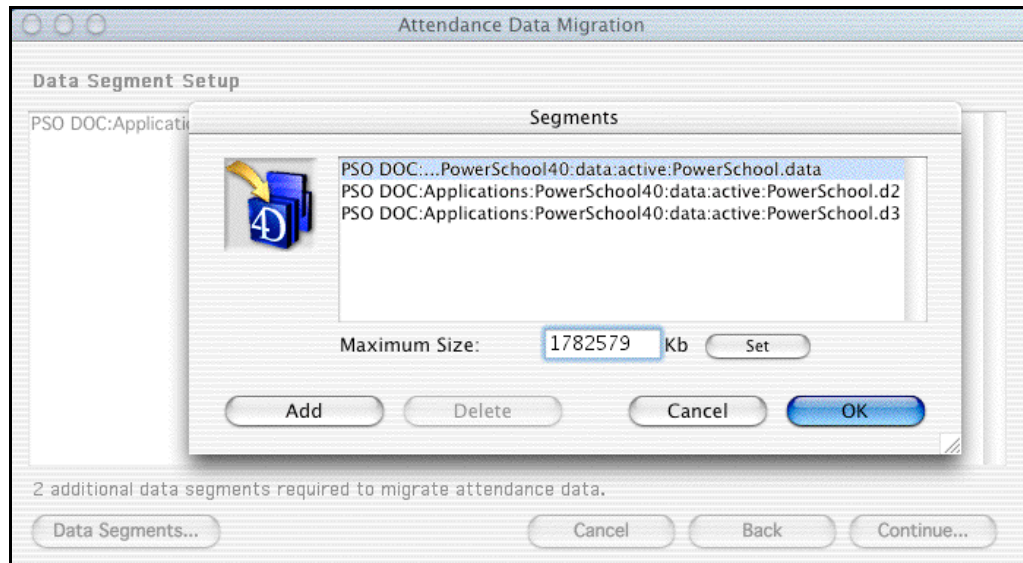 Attendance Data Migration
Data Segment Setup
PSO DOC:Applicati
Segments
4D
PSO DOC:...PowerSchool40:data:active:PowerSchool.data
PSO DOC:Applications:PowerSchool40:data:active:PowerSchool.d2
PSO DOC:Applications:PowerSchool40:data:active:PowerSchool.d3
Maximum Size: 1782579 Kb Set
Add Delete Cancel OK
2 additional data segments required to migrate attendance data.
Data Segments... Cancel Back Continue...